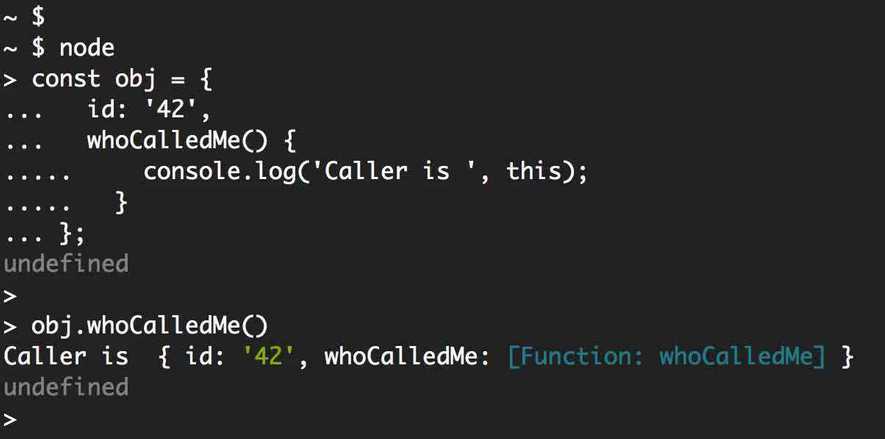 ~ $
~ $ node
> const obj = {
...   id: '42',
...   whoCalledMe() {
.....     console.log('Caller is ', this);
.....   }
... };
undefined
>
> obj.whoCalledMe()
Caller is  { id: '42', whoCalledMe: [Function: whoCalledMe] }
undefined
>